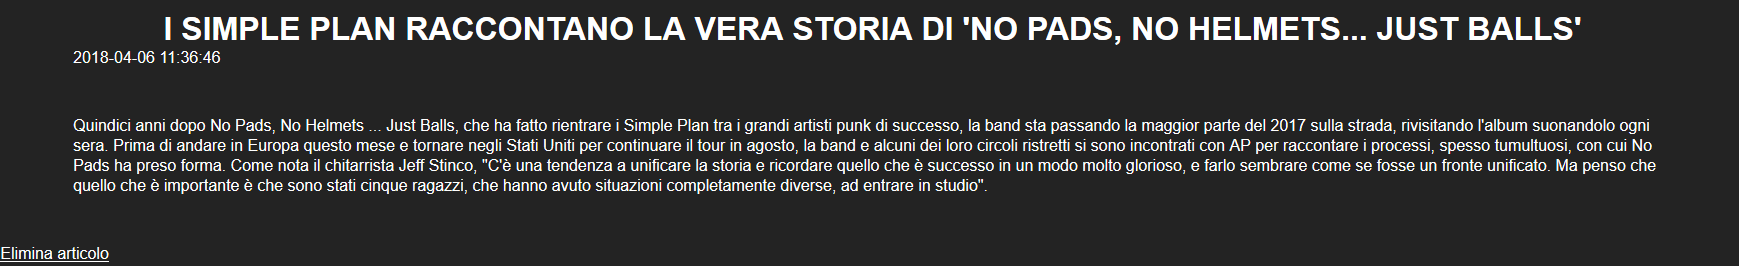 I SIMPLE PLAN RACCONTANO LA VERA STORIA DI 'NO PADS, NO HELMETS... JUST BALLS'
2018-04-06 11:36:46
Quindici anni dopo No Pads, No Helmets ... Just Balls, che ha fatto rientrare i Simple Plan tra i grandi artisti punk di successo, la band sta passando la maggior parte del 2017 sulla strada, rivisitando l'album suonandolo ogni
sera. Prima di andare in Europa questo mese e tornare negli Stati Uniti per continuare il tour in agosto, la band e alcuni dei loro circoli ristretti si sono incontrati con AP per raccontare i processi, spesso tumultuosi, con cui No
Pads ha preso forma. Come nota il chitarrista Jeff Stinco, "C'è una tendenza a unificare la storia e ricordare quello che è successo in un modo molto glorioso, e farlo sembrare come se fosse un fronte unificato. Ma penso che
quello che è importante è che sono stati cinque ragazzi, che hanno avuto situazioni completamente diverse, ad entrare in studio".
Elimina articolo